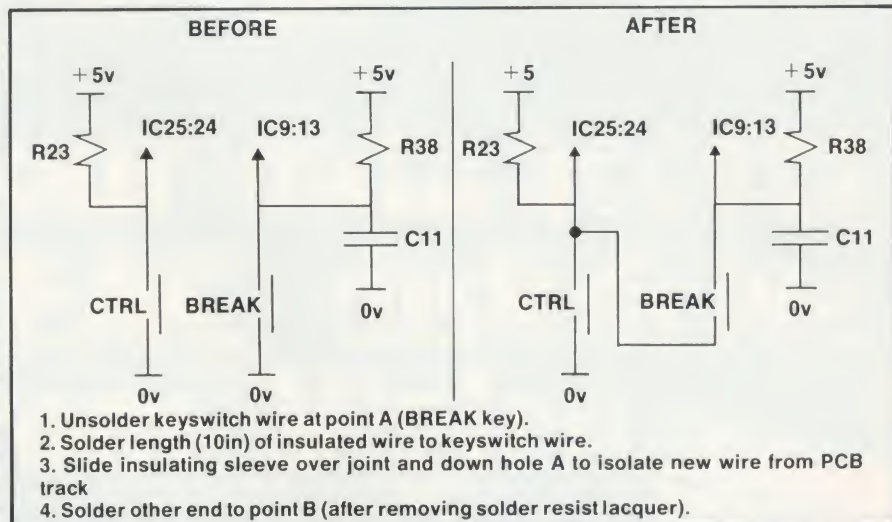 BEFORE
AFTER
+ 5v
+ 5v
+ 5
+ 5v
R23
IC25:24
IC9:13
R38
R23
IC25:24
IC9:13
R38
C11
C11
CTRL
BREAK
0v
CTRL
BREAK
0v
0v
0v
0v
1. Unsolder keyswitch wire at point A (BREAK key).
2. Solder length (10in) of insulated wire to keyswitch wire.
3. Slide insulating sleeve over joint and down hole A to isolate new wire from PCB
track
4. Solder other end to point B (after removing solder resist lacquer).